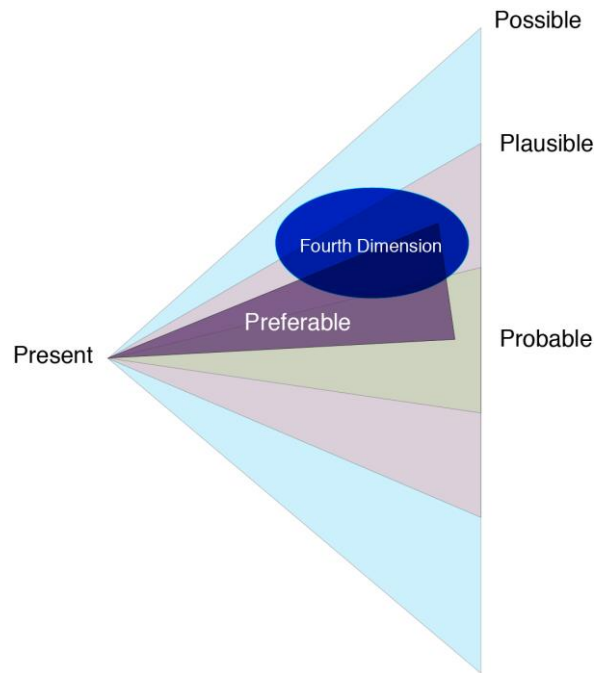 Possible
Plausible
Fourth Dimension
Preferable
Probable
Present